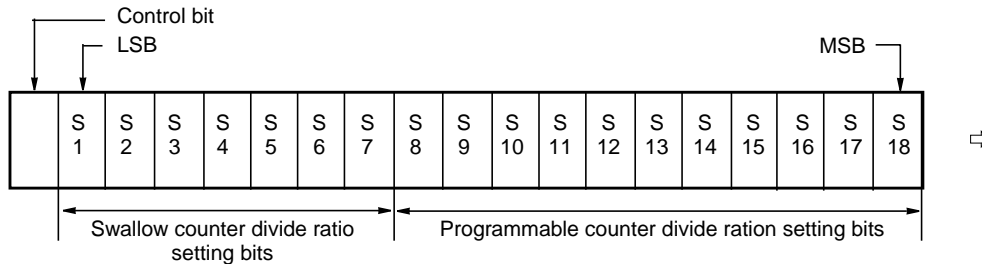 Control bit
LSB
MSB
S 1
S 2
S 3
S 4
S 5
S 6
S 7
S 8
S 9
S 10
S 11
S 12
S 13
S 14
S 15
S 16
S 17
S 18
Swallow counter divide ratio
setting bits
Programmable counter divide ration setting bits